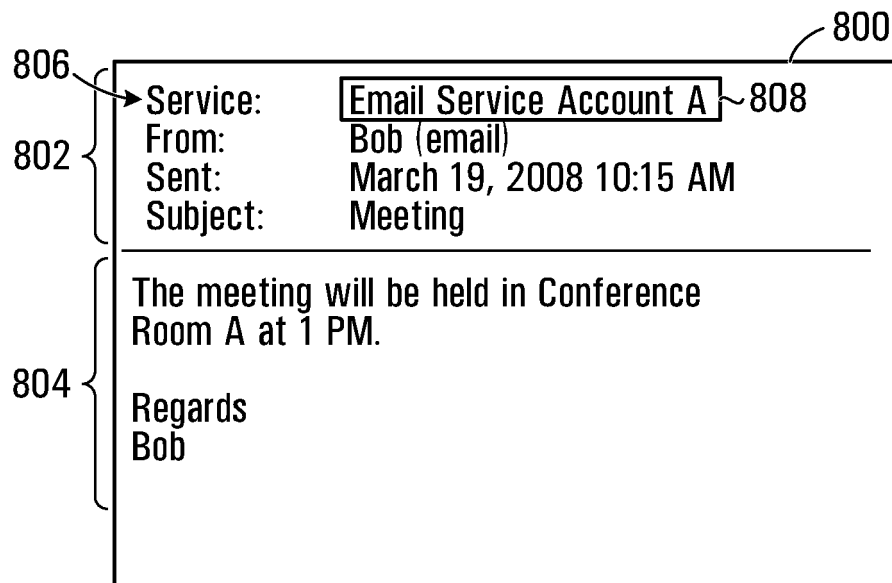 800
806
Service: Email Service Account A 808
From: Bob (email)
802
Sent: March 19, 2008 10:15 AM
Subject: Meeting
The meeting will be held in Conference
Room A at 1 PM.
804
Regards
Bob